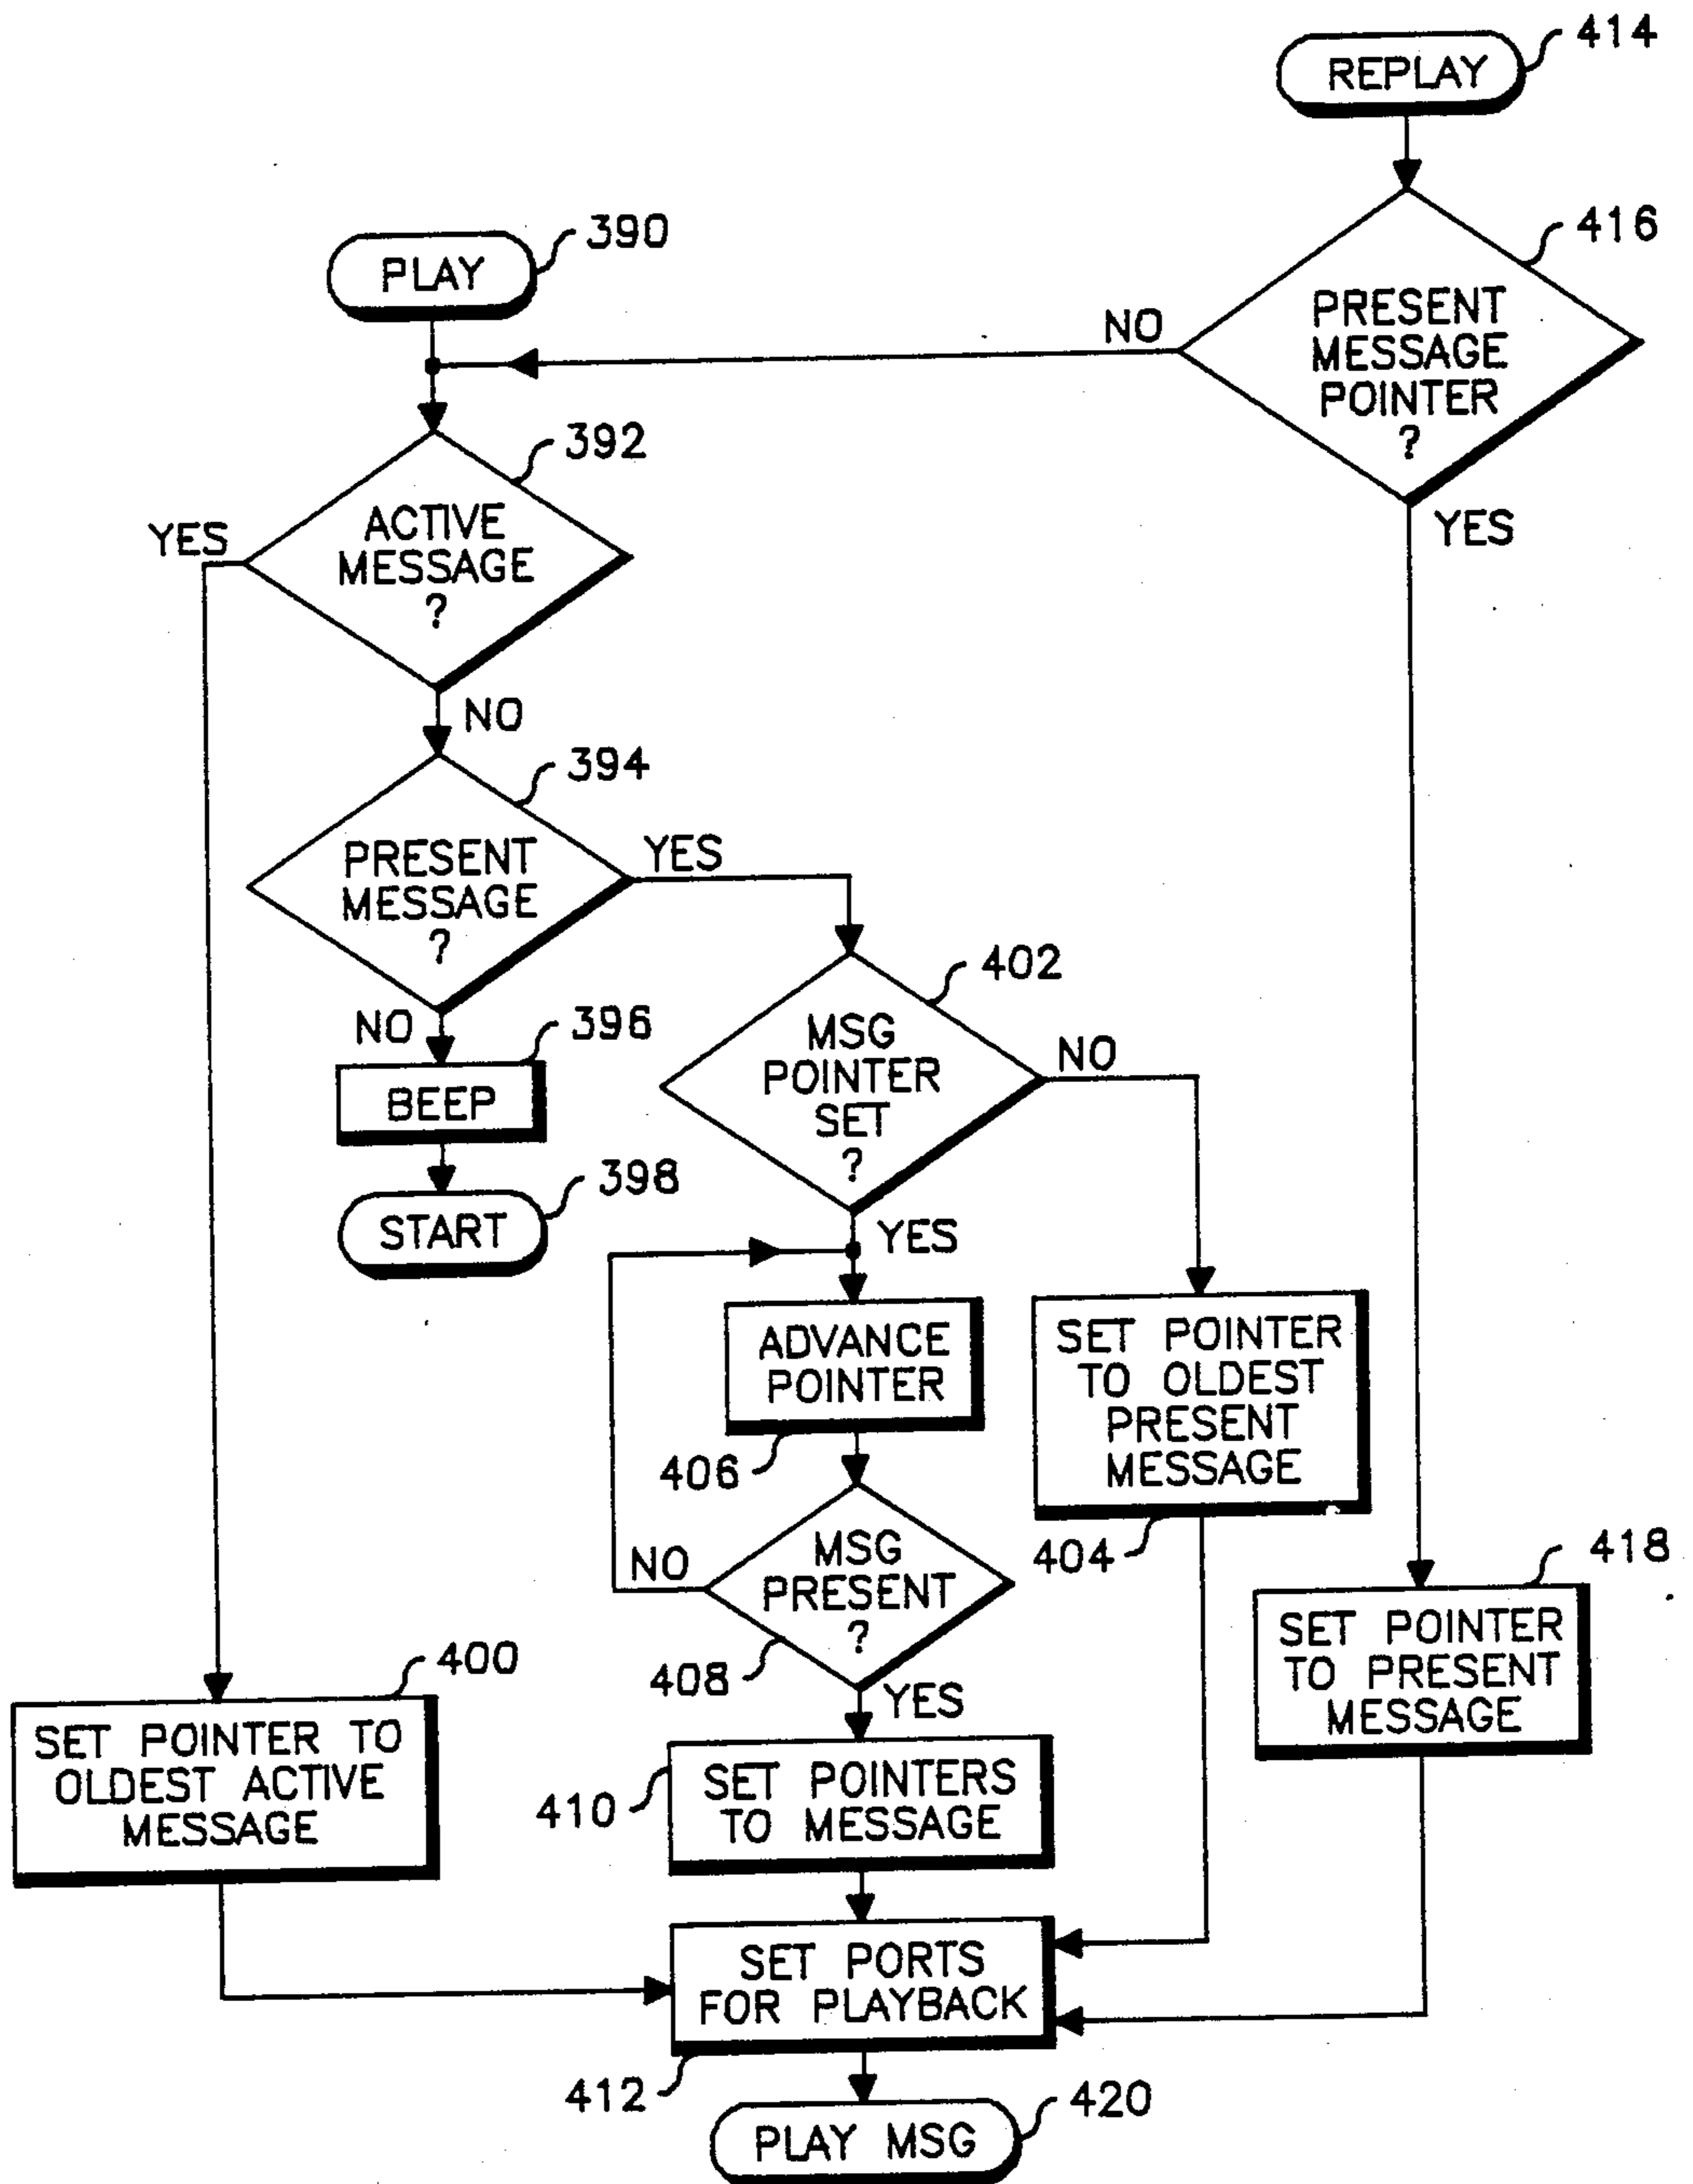 REPLAY
414
PRESENT
MESSAGE
POINTER
?
416
NO
YES
PLAY
390
ACTIVE
MESSAGE
?
392
YES
NO
PRESENT
MESSAGE
?
394
YES
NO
BEEP
396
START
398
MSG
POINTER
SET
?
402
NO
YES
ADVANCE
POINTER
406
SET POINTER
TO OLDEST
PRESENT
MESSAGE
404
MSG
PRESENT
?
408
NO
YES
SET POINTER
TO PRESENT
MESSAGE
418
SET POINTER TO
OLDEST ACTIVE
MESSAGE
400
SET POINTERS
TO MESSAGE
410
SET PORTS
FOR PLAYBACK
412
PLAY MSG
420